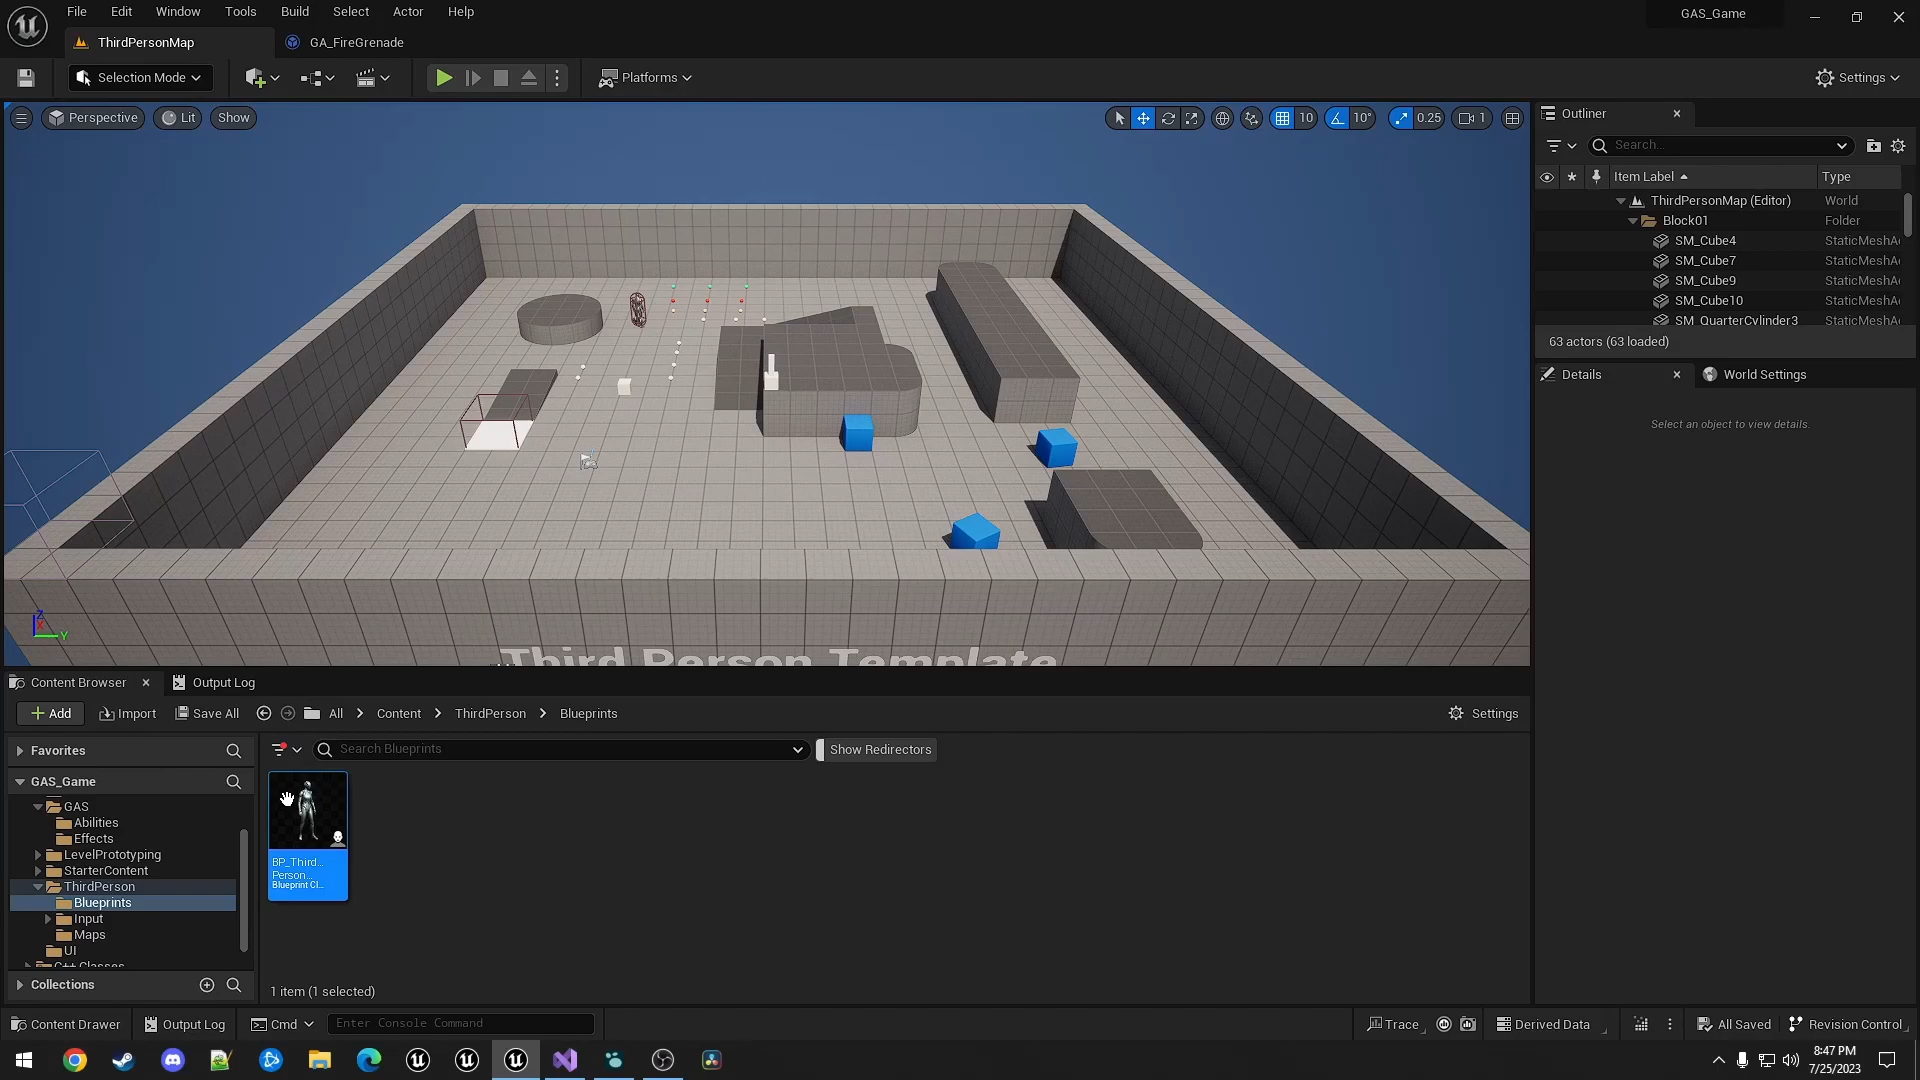 File Edit Window Tools Build Select Actor Help
GAS_Game
ThirdPersonMap
GA_FireGrenade
Selection Mode
Platforms
Settings
Perspective
Lit
Show
10
10°
0.25
1
Outliner
Search...
Item Label
Type
ThirdPersonMap (Editor) World
Block01 Folder
SM_Cube4 StaticMeshA
SM_Cube7 StaticMeshA
SM_Cube9 StaticMeshA
SM_Cube10 StaticMeshA
SM_QuarterCylinder3 StaticMeshA
63 actors (63 loaded)
Details
World Settings
Select an object to view details.
Third Person Template
Z
X
Y
Content Browser
Output Log
Add
Import
Save All
All
Content
ThirdPerson
Blueprints
Settings
Favorites
Search Blueprints
Show Redirectors
GAS_Game
GAS
Abilities
Effects
LevelPrototyping
StarterContent
ThirdPerson
Blueprints
Input
Maps
UI
C++ Classes
BP_Third...
Person...
Blueprint Cl...
Collections
1 item (1 selected)
Content Drawer
Output Log
Cmd
Enter Console Command
Trace
Derived Data
All Saved
Revision Control
8:47 PM
7/25/2023